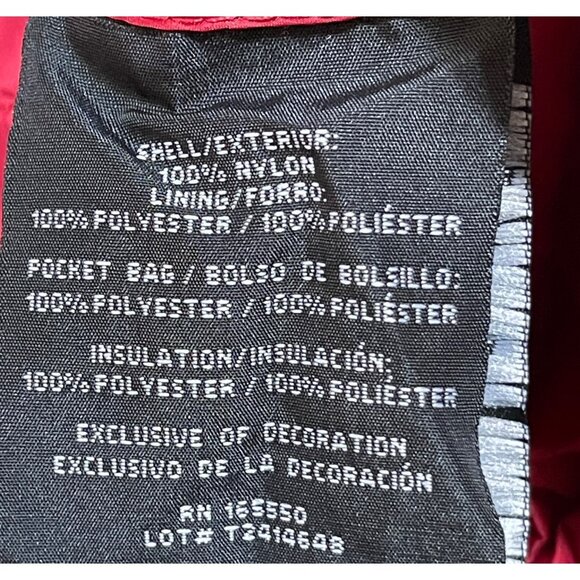 SHELL/EXTERIOR:
100% NYLON
LINING/FORRO:
100% POLYESTER / 100% POLIÉSTER
POCKET BAG / BOLSO DE BOLSILLO:
100% POLYESTER / 100% POLIÉSTER
INSULATION/INSULACIÓN:
100% POLYESTER / 100% POLIÉSTER
EXCLUSIVE OF DECORATION
EXCLUSIVO DE LA DECORACIÓN
RN 165550
LOT# T2414648